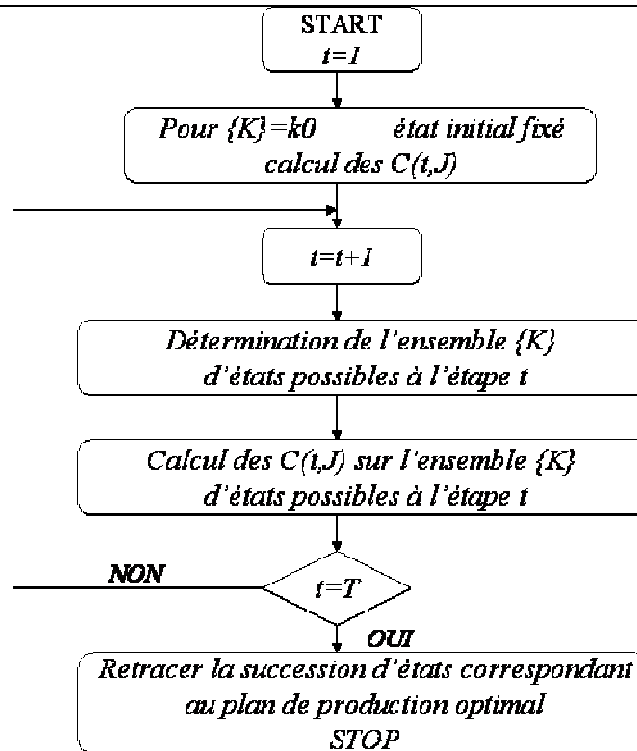 START
t=1
Pour {K}=k0 état initial fixé
calcul des C(t,J)
t=t+1
Détermination de l'ensemble {K}
d'états possibles à l'étape t
Calcul des C(t,J) sur l'ensemble {K}
d'états possibles à l'étape t
NON
t=T
OUI
Retracer la succession d'états correspondant
au plan de production optimal
STOP